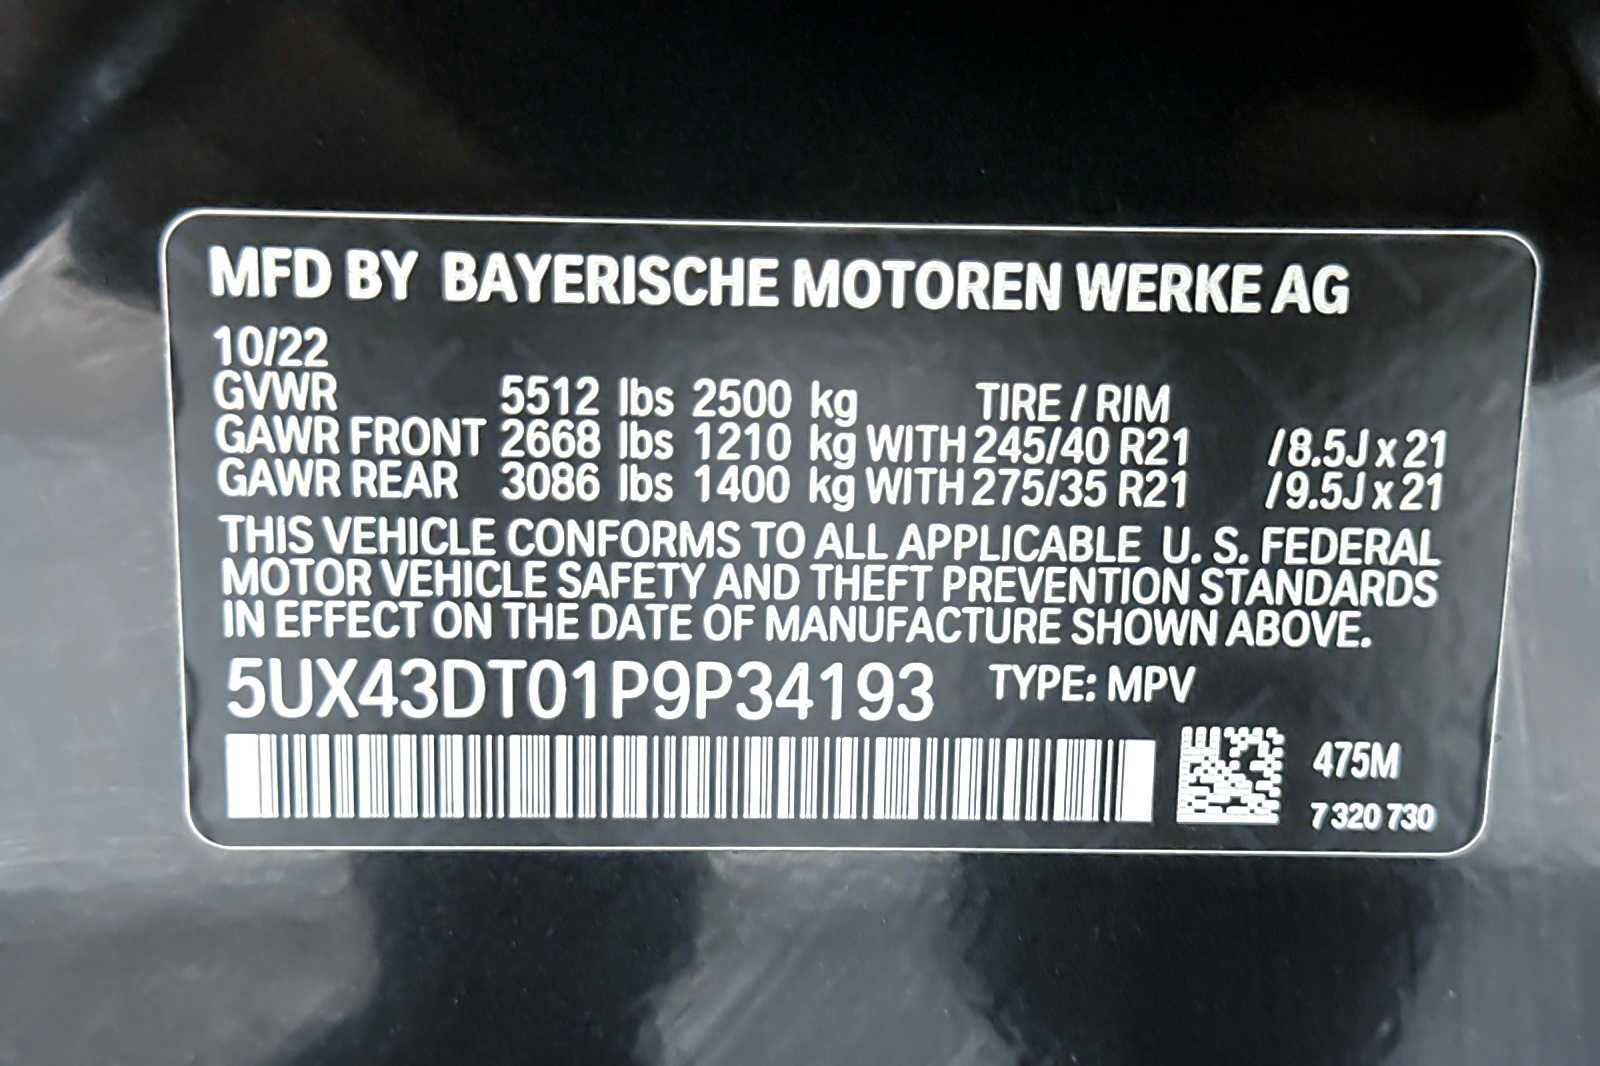 MFD BY BAYERISCHE MOTOREN WERKE AG
10/22
GVWR 5512 lbs 2500 kg TIRE / RIM
GAWR FRONT 2668 lbs 1210 kg WITH 245/40 R21 /8.5J x 21
GAWR REAR 3086 lbs 1400 kg WITH 275/35 R21 /9.5J x 21
THIS VEHICLE CONFORMS TO ALL APPLICABLE U. S. FEDERAL
MOTOR VEHICLE SAFETY AND THEFT PREVENTION STANDARDS
IN EFFECT ON THE DATE OF MANUFACTURE SHOWN ABOVE.
5UX43DT01P9P34193 TYPE: MPV
475M
7 320 730